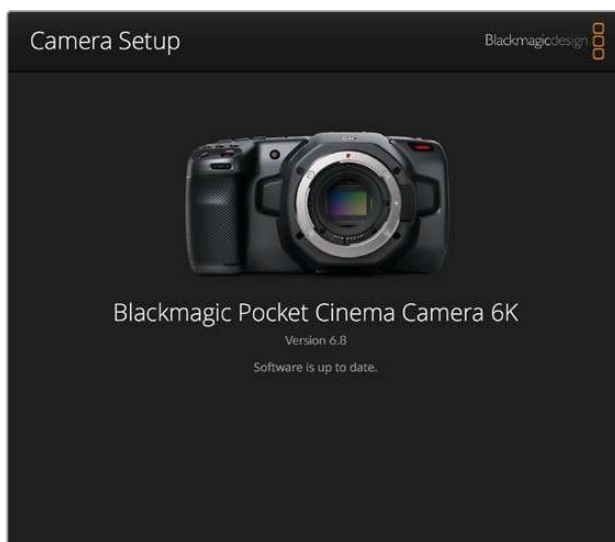 Camera Setup
Blackmagicdesign
Blackmagic Pocket Cinema Camera 6K
Version 6.8
Software is up to date.